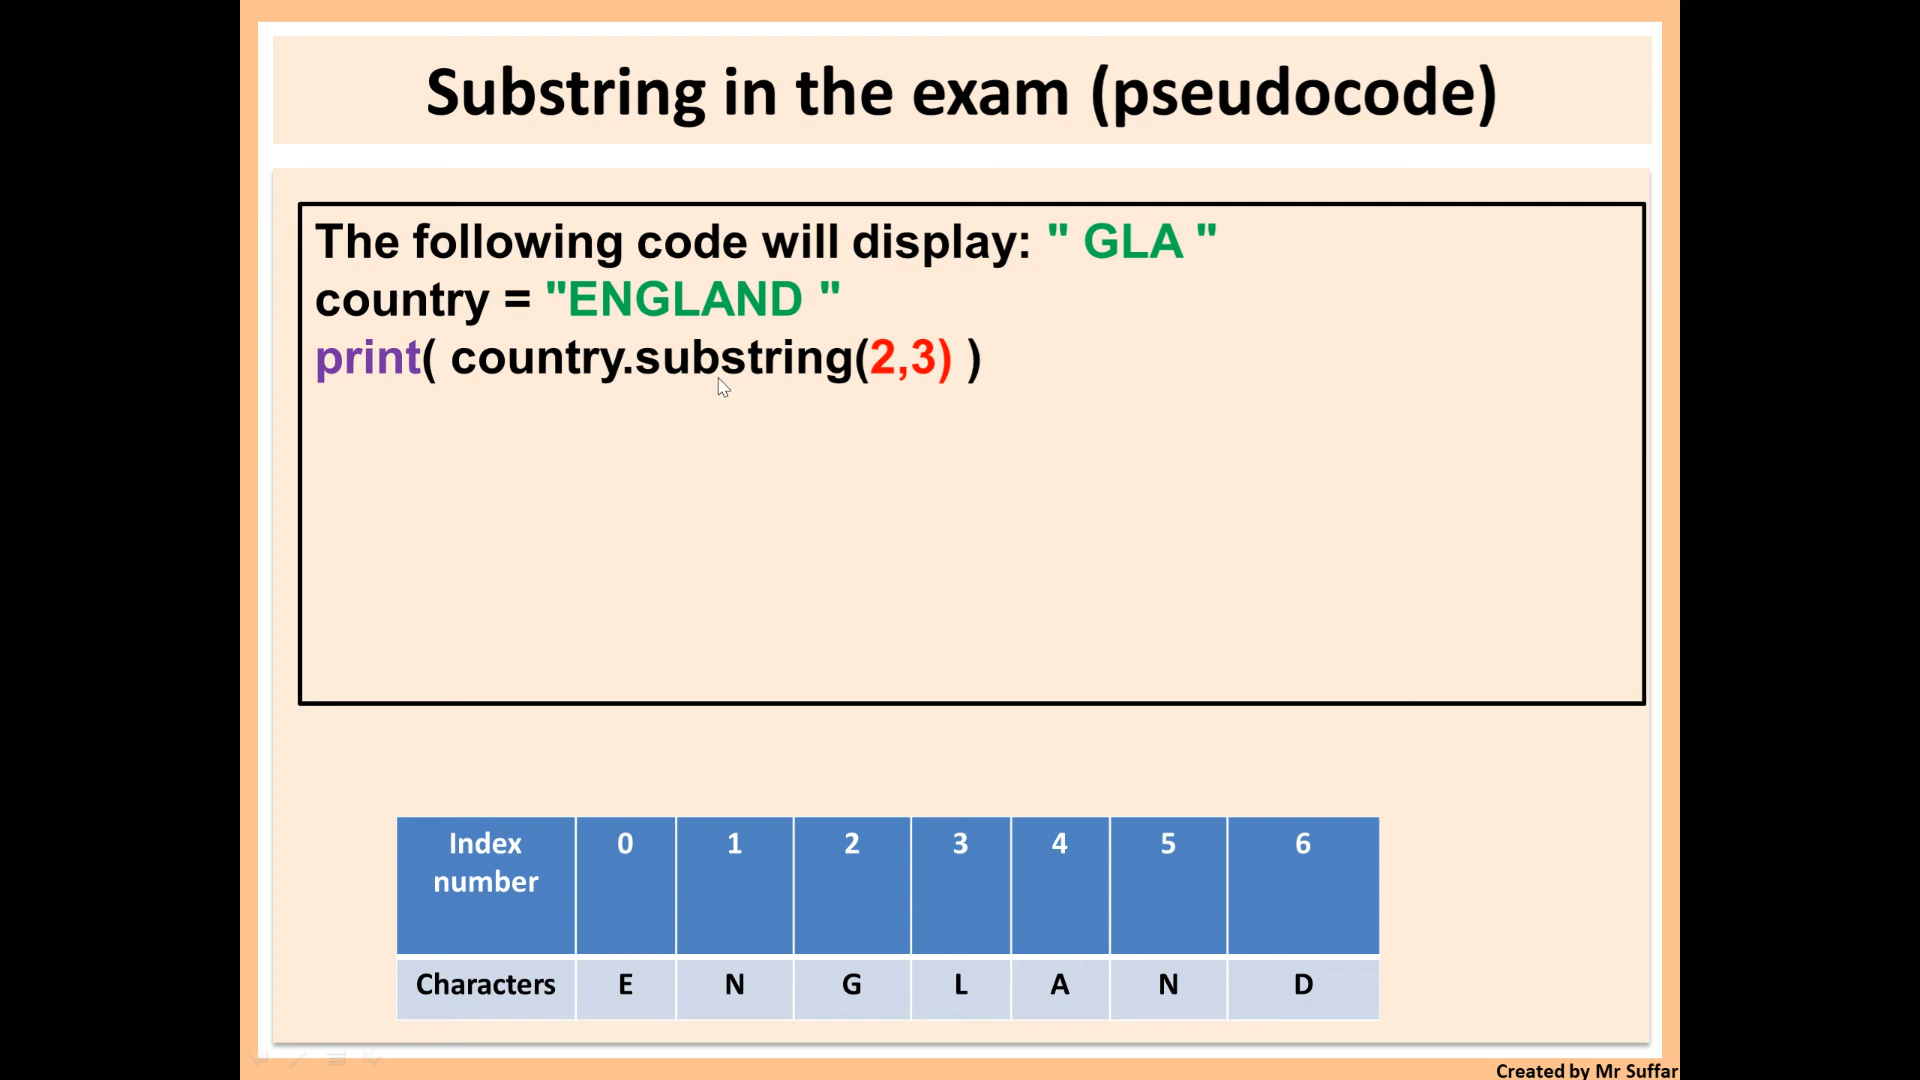 Substring in the exam (pseudocode)
The following code will display: " GLA "
country = "ENGLAND "
print( country.substring(2,3) )
Index number 0 1 2 3 4 5 6
Characters E N G L A N D
Created by Mr Suffar